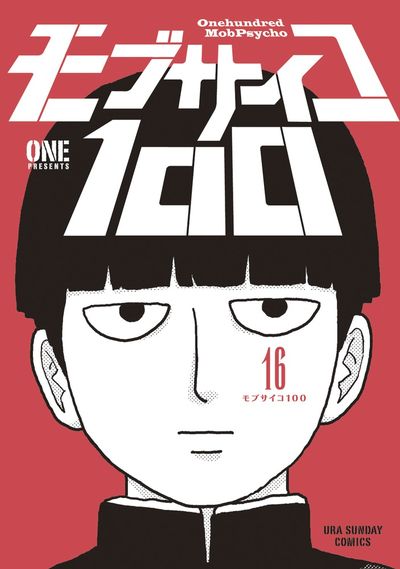 Onehundred
MobPsycho
モブサイコ
100
ONE
PRESENTS
16
モブサイコ100
URA SUNDAY
COMICS